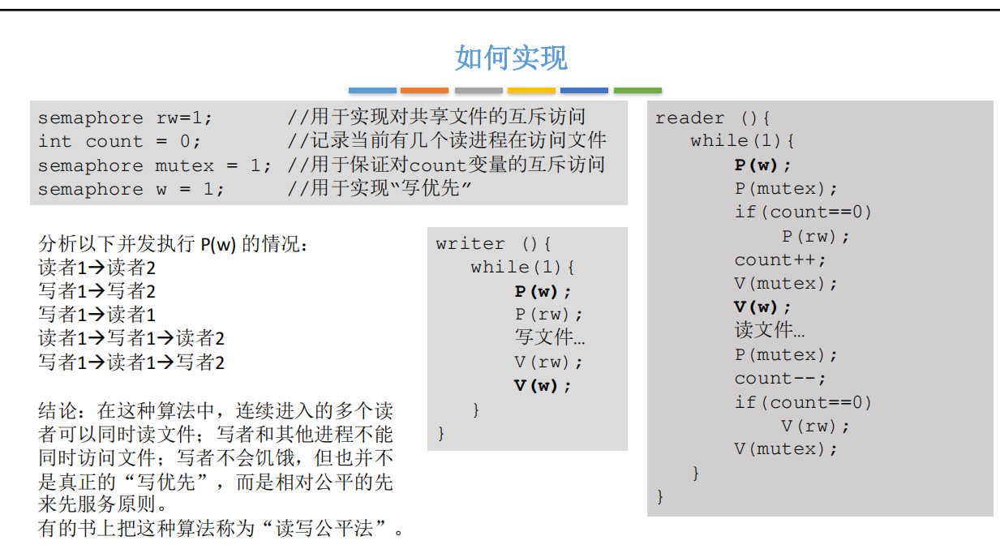 如何实现
semaphore rw=1; //用于实现对共享文件的互斥访问
int count = 0; //记录当前有几个读进程在访问文件
semaphore mutex = 1; //用于保证对count变量的互斥访问
semaphore w = 1; //用于实现“写优先”
分析以下并发执行 P(w) 的情况：
读者1→读者2
写者1→写者2
写者1→读者1
读者1→写者1→读者2
写者1→读者1→写者2
结论：在这种算法中，连续进入的多个读
者可以同时读文件；写者和其他进程不能
同时访问文件；写者不会饥饿，但也并不
是真正的“写优先”，而是相对公平的先
来先服务原则。
有的书上把这种算法称为“读写公平法”。
writer (){
while(1){
P(w);
P(rw);
写文件…
V(rw);
V(w);
}
}
reader (){
while(1){
P(w);
P(mutex);
if(count==0)
P(rw);
count++;
V(mutex);
V(w);
读文件…
P(mutex);
count--;
if(count==0)
V(rw);
V(mutex);
}
}